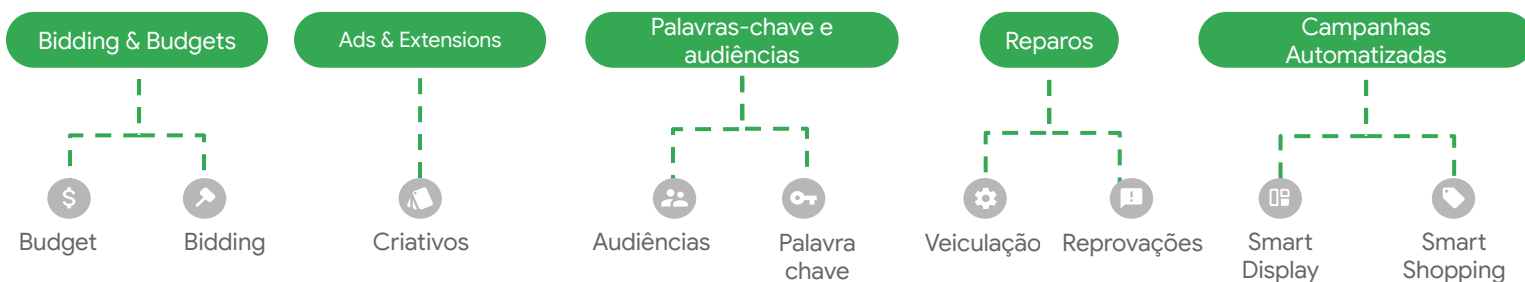 Bidding & Budgets
Ads & Extensions
Palavras-chave e
audiências
Reparos
Campanhas
Automatizadas
Budget
Bidding
Criativos
Audiências
Palavra
chave
Veiculação
Reprovações
Smart
Display
Smart
Shopping